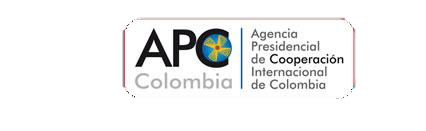 APC
Colombia
Agencia
Presidencial
de Cooperación
Internacional
de Colombia